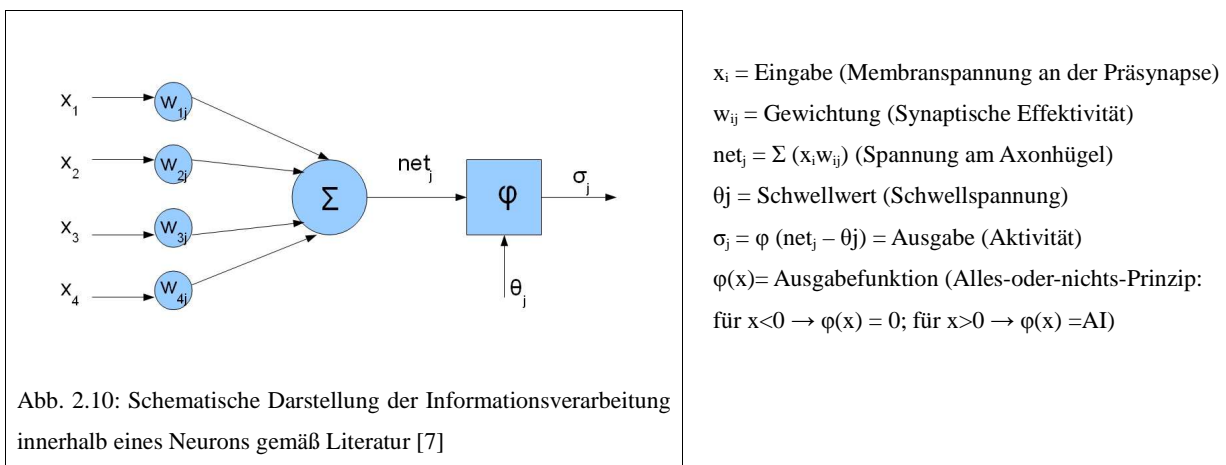 x₁
w₁ⱼ
x₂
w₂ⱼ
x₃
w₃ⱼ
x₄
w₄ⱼ
Σ
netⱼ
φ
σⱼ
θⱼ
Abb. 2.10: Schematische Darstellung der Informationsverarbeitung
innerhalb eines Neurons gemäß Literatur [7]
xᵢ = Eingabe (Membranspannung an der Präsynapse)
wᵢⱼ = Gewichtung (Synaptische Effektivität)
netⱼ = Σ (xᵢwᵢⱼ) (Spannung am Axonhügel)
θj = Schwellwert (Schwellspannung)
σⱼ = φ (netⱼ – θj) = Ausgabe (Aktivität)
φ(x)= Ausgabefunktion (Alles-oder-nichts-Prinzip:
für x<0 → φ(x) = 0; für x>0 → φ(x) =AI)